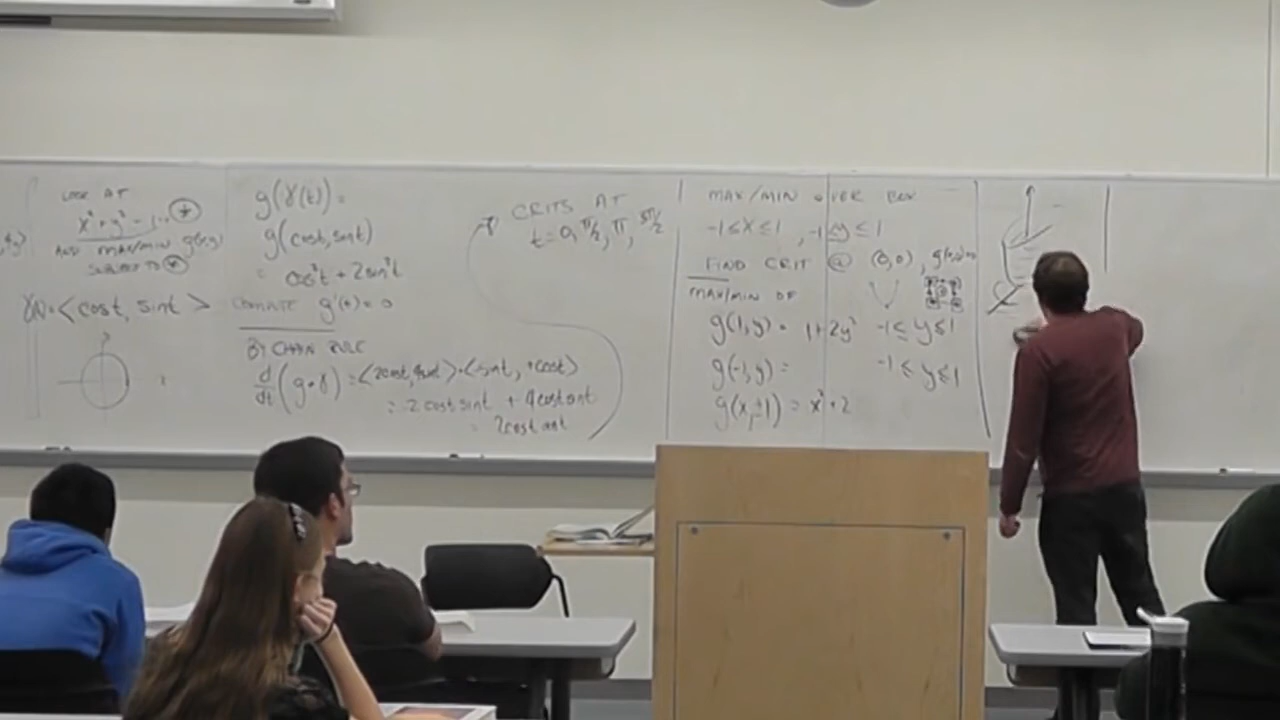 LOOK AT
x² + y² = 1
AND MAX/MIN g(x,y)
SUBJECT TO *
γ(t) = < cost, sint >
g(γ(t)) =
g(cost, sint)
= cos²t + 2sin²t
COMPUTE g'(t) = 0
BY CHAIN RULE
d/dt (g∘γ) = <2cost, 4sint>·<-sint, +cost>
= -2costsint + 4costsint
= 2costsint
CRITS AT
t = 0, π/2, π, 3π/2
MAX/MIN OVER BOX
-1 ≤ x ≤ 1, -1 ≤ y ≤ 1
FIND CRIT @ (0,0), g(0,0)=0
MAX/MIN OF
g(1,y) = 1+2y² -1 ≤ y ≤ 1
g(-1,y) = -1 ≤ y ≤ 1
g(x,±1) = x²+2